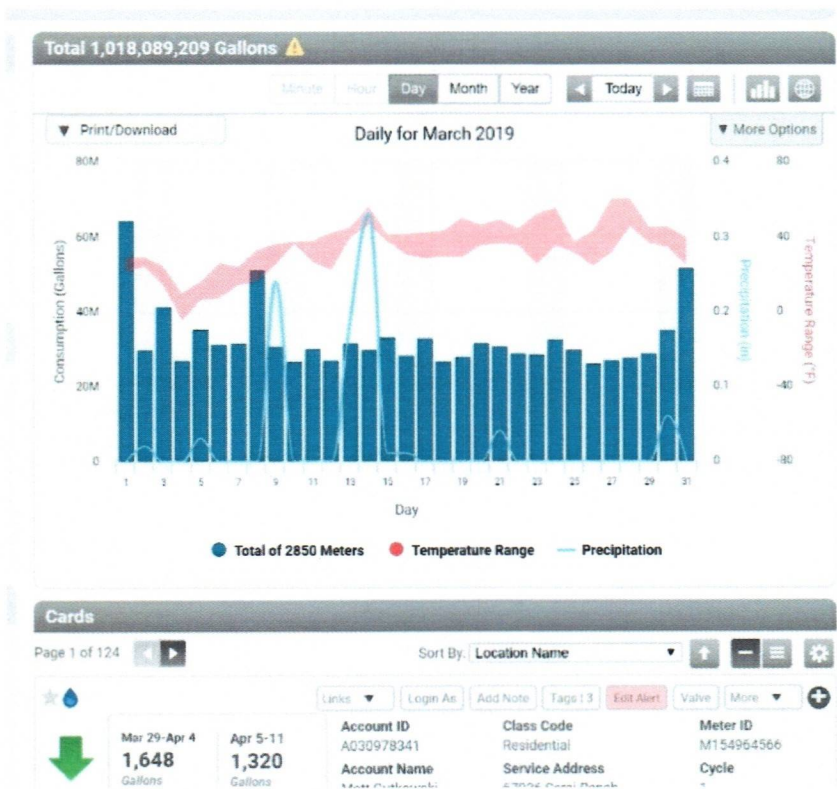 Total 1,018,089,209 Gallons
Minute Hour Day Month Year Today
Print/Download
Daily for March 2019
More Options
80M 0.4 80
60M 0.3 40
40M 0.2 0
20M 0.1 -40
0 0 -80
Consumption (Gallons)
Precipitation (in)
Temperature Range (°F)
1 3 5 7 9 11 13 15 17 19 21 23 25 27 29 31
Day
Total of 2850 Meters Temperature Range Precipitation
Cards
Page 1 of 124 Sort By: Location Name
Links Login As Add Note Tags Edit Alert Valve More
Mar 29-Apr 4 Apr 5-11 Account ID Class Code Meter ID
1,648 1,320 A030978341 Residential M154964566
Gallons Gallons Account Name Service Address Cycle